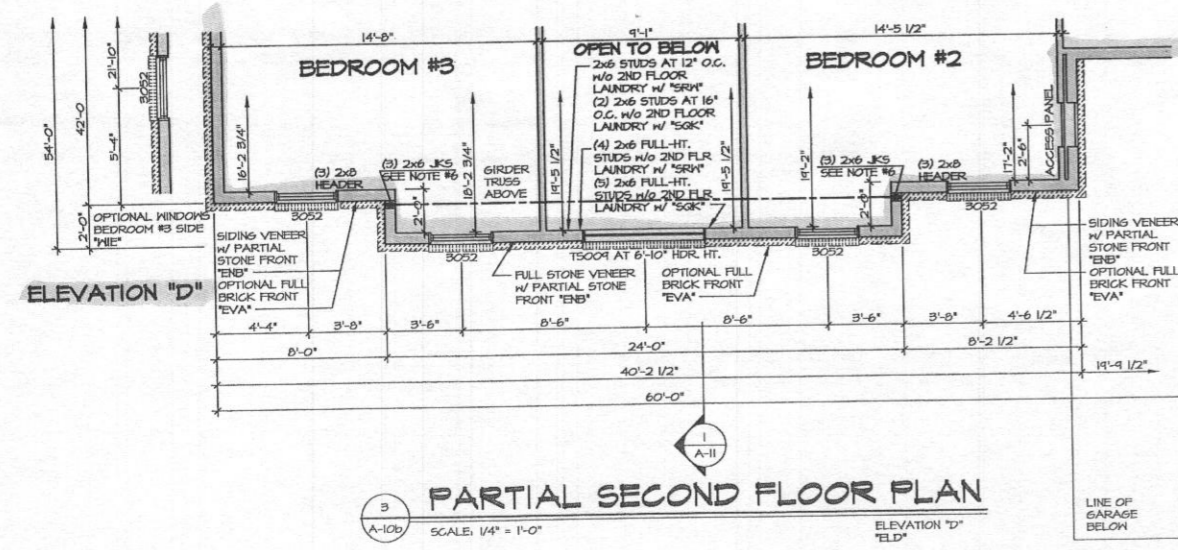 14'-8"
9'-1"
14'-5 1/2"
BEDROOM #3
OPEN TO BELOW
BEDROOM #2
2x6 STUDS AT 12" O.C.
W/o 2ND FLOOR
LAUNDRY W/ "SRW"
(2) 2x6 STUDS AT 16"
O.C. W/o 2ND FLOOR
LAUNDRY W/ "SGK"
(4) 2x6 FULL-HT.
STUDS W/o 2ND FLR
LAUNDRY W/ "SRW"
(5) 2x6 FULL-HT.
STUDS W/o 2ND FLR
LAUNDRY W/ "SGK"
54'-0"
42'-0
21'-10"
3052
5'-4"
2'-0"
16'-2 3/4"
(3) 2x8
HEADER
(3) 2x6 JKS
SEE NOTE #6
2'-0"
18'-2 3/4"
GIRDER
TRUSS
ABOVE
19'-5 1/2"
19'-5 1/2"
19'-2"
(3) 2x6 JKS
SEE NOTE #6
2'-0"
(3) 2x8
HEADER
17'-2"
2'-6"
ACCESS PANEL
OPTIONAL WINDOWS
BEDROOM #3 SIDE
"WIE"
3052
3052
TS009 AT 6'-10" HDR. HT.
3052
3052
SIDING VENEER
W/ PARTIAL
STONE FRONT
"ENB"
OPTIONAL FULL
BRICK FRONT
"EVA"
FULL STONE VENEER
W/ PARTIAL STONE
FRONT "ENB"
OPTIONAL FULL
BRICK FRONT
"EVA"
SIDING VENEER
W/ PARTIAL
STONE FRONT
"ENB"
OPTIONAL FULL
BRICK FRONT
"EVA"
ELEVATION "D"
4'-4"
3'-8"
3'-6"
8'-6"
8'-6"
3'-6"
3'-8"
4'-6 1/2"
8'-0"
24'-0"
8'-2 1/2"
40'-2 1/2"
19'-9 1/2"
60'-0"
1
A-11
3
A-10b
PARTIAL SECOND FLOOR PLAN
SCALE: 1/4" = 1'-0"
ELEVATION "D"
"ELD"
LINE OF
GARAGE
BELOW